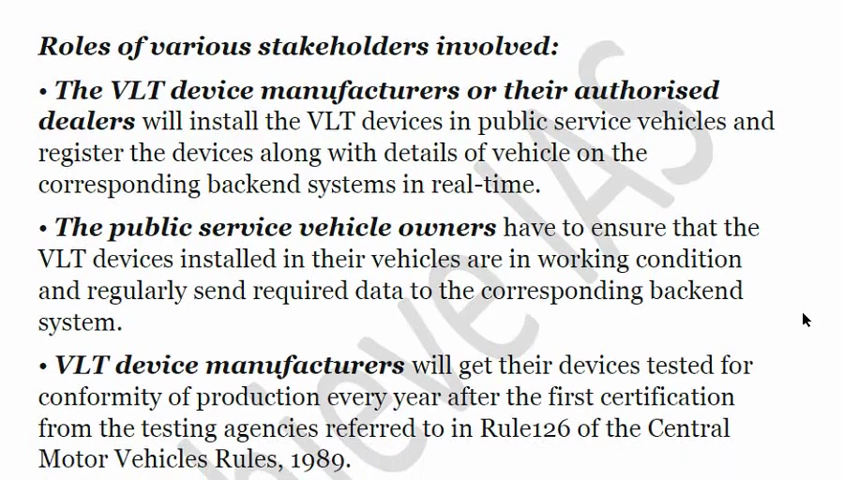 Roles of various stakeholders involved:
• The VLT device manufacturers or their authorised
dealers will install the VLT devices in public service vehicles and
register the devices along with details of vehicle on the
corresponding backend systems in real-time.
• The public service vehicle owners have to ensure that the
VLT devices installed in their vehicles are in working condition
and regularly send required data to the corresponding backend
system.
• VLT device manufacturers will get their devices tested for
conformity of production every year after the first certification
from the testing agencies referred to in Rule126 of the Central
Motor Vehicles Rules, 1989.
hieve IAS